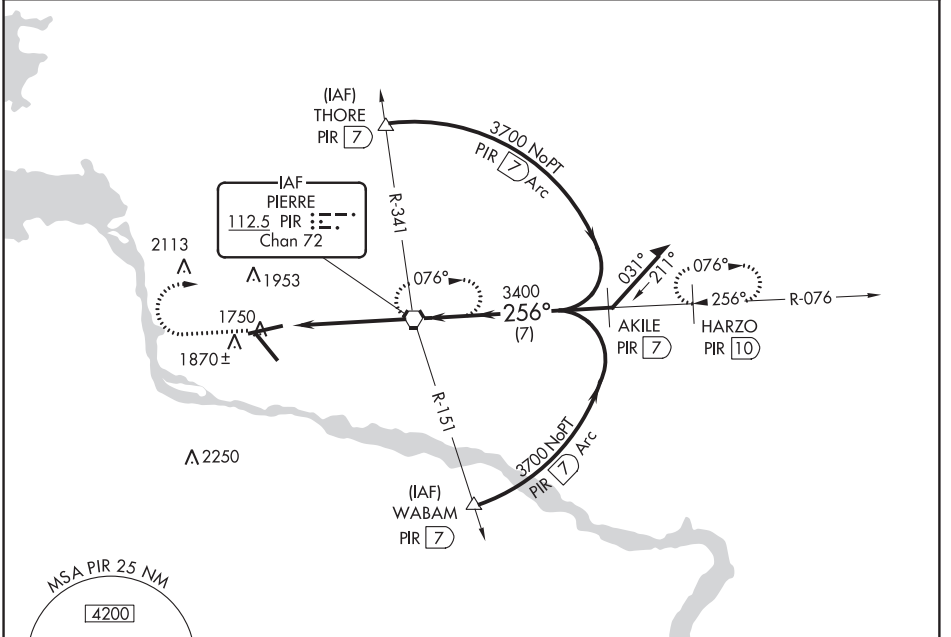 (IAF)
THORE
PIR 7
3700 NoPT
PIR 7 Arc
IAF
PIERRE
112.5 PIR
Chan 72
R-341
2113
1953
076°
3400
256°
(7)
031°
211°
076°
256°
R-076
AKILE
PIR 7
HARZO
PIR 10
1750
1870±
R-151
2250
3700 NoPT
PIR 7 Arc
(IAF)
WABAM
PIR 7
MSA PIR 25 NM
4200